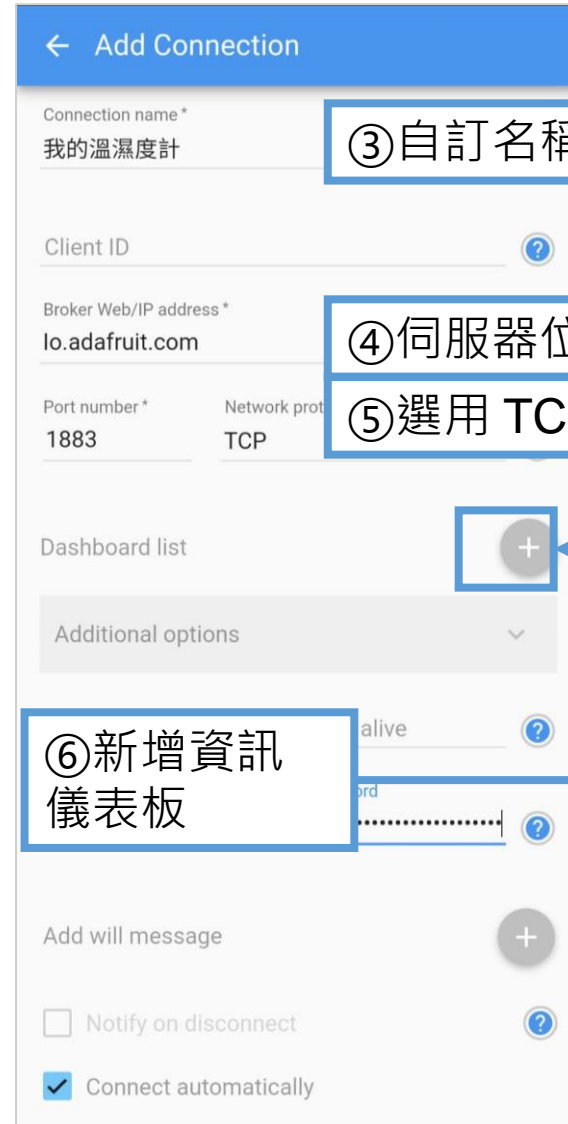 ← Add Connection
Connection name *
我的溫濕度計
③自訂名稱
Client ID
Broker Web/IP address *
Io.adafruit.com
④伺服器位
Port number *
Network prot
⑤選用 TC
1883
TCP
Dashboard list
Additional options
alive
⑥新增資訊
儀表板
ord
Add will message
Notify on disconnect
Connect automatically